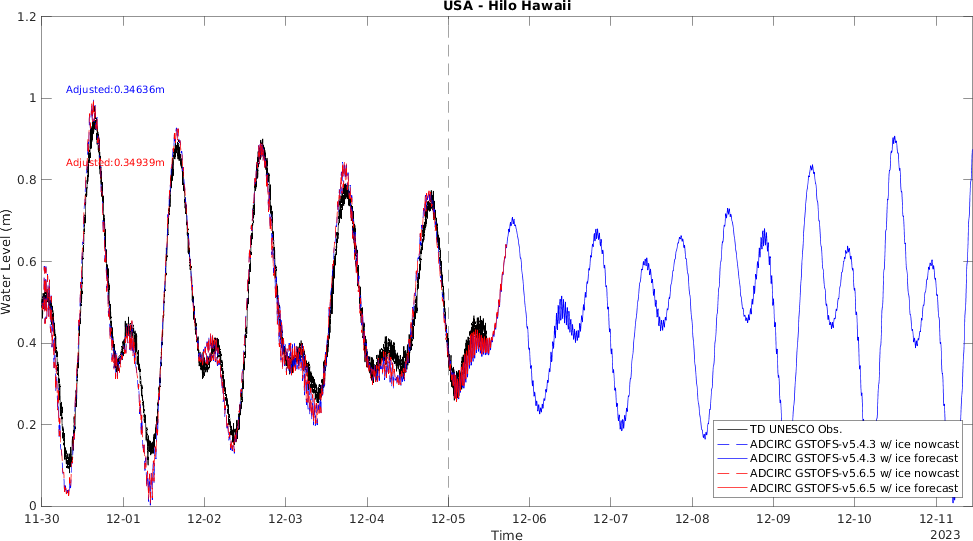 USA - Hilo Hawaii
1.2
1
0.8
0.6
0.4
0.2
0
Water Level (m)
Adjusted:0.34636m
Adjusted:0.34939m
TD UNESCO Obs.
ADCIRC GSTOFS-v5.4.3 w/ ice nowcast
ADCIRC GSTOFS-v5.4.3 w/ ice forecast
ADCIRC GSTOFS-v5.6.5 w/ ice nowcast
ADCIRC GSTOFS-v5.6.5 w/ ice forecast
11-30 12-01 12-02 12-03 12-04 12-05 12-06 12-07 12-08 12-09 12-10 12-11
Time
2023